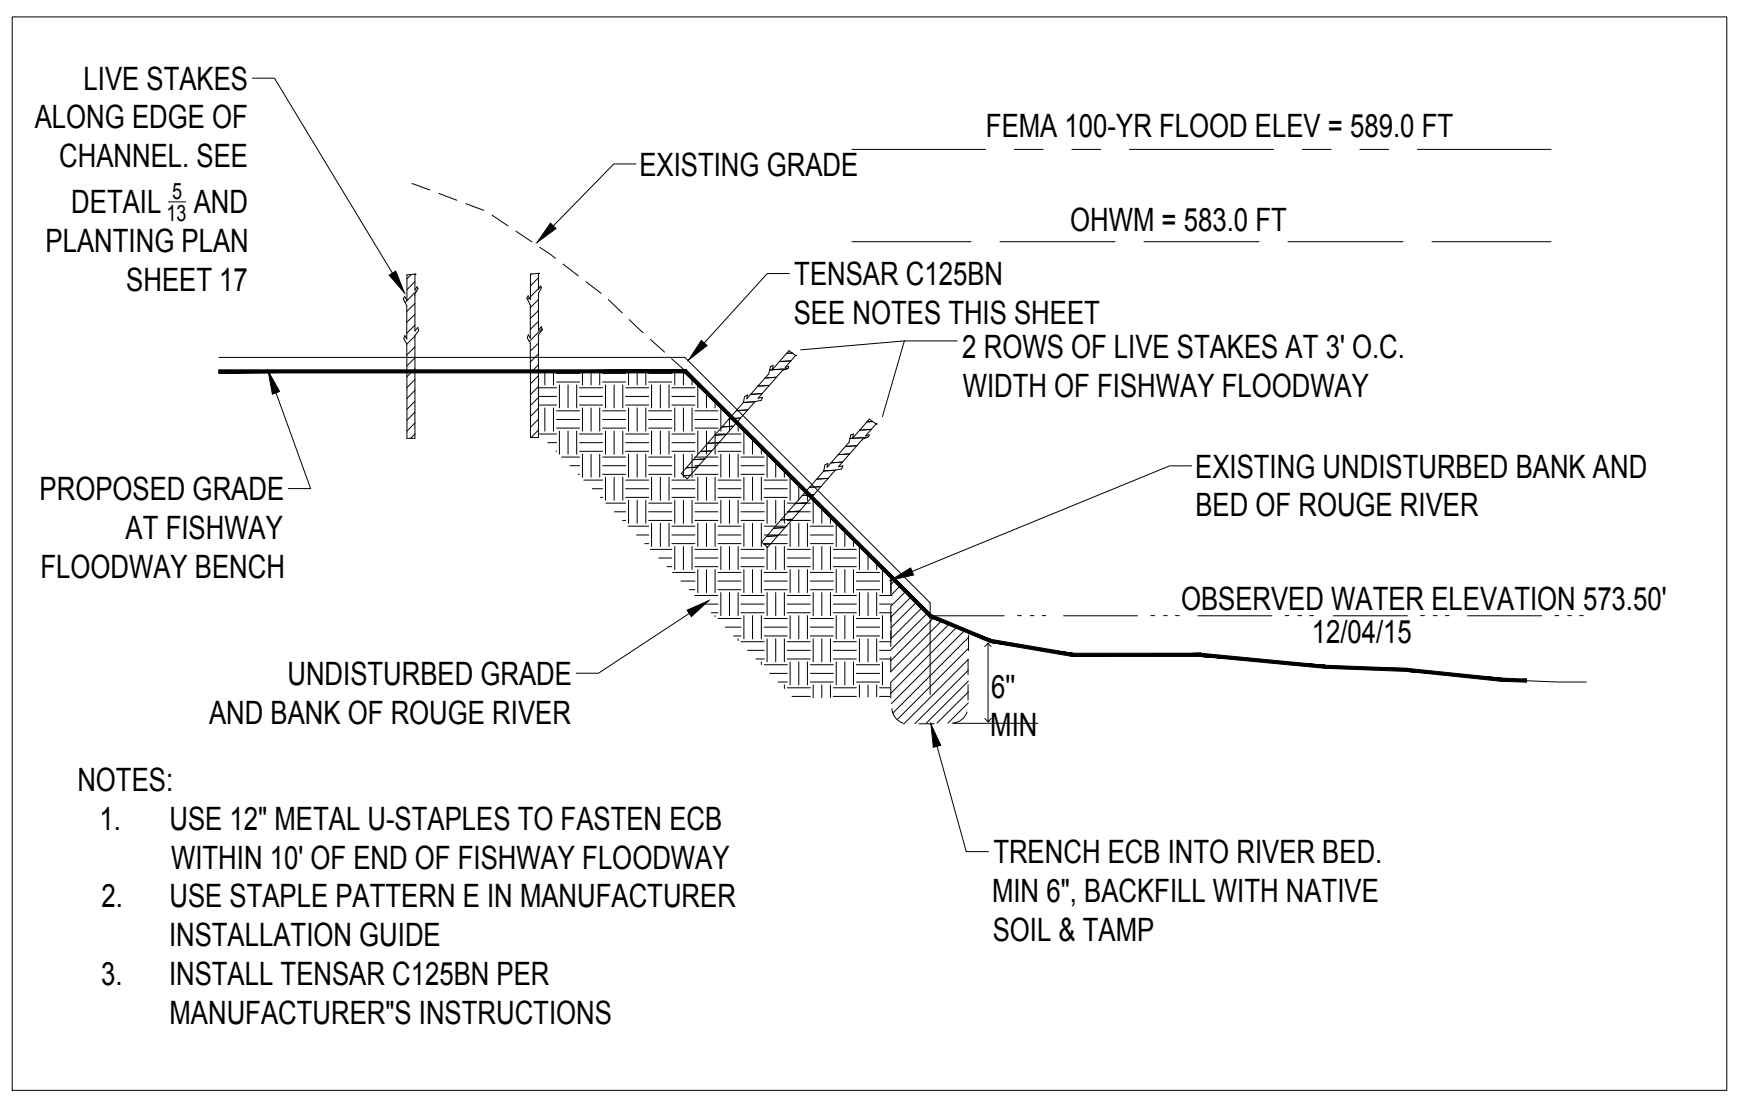 LIVE STAKES
ALONG EDGE OF
CHANNEL. SEE
DETAIL 5/13 AND
PLANTING PLAN
SHEET 17
EXISTING GRADE
FEMA 100-YR FLOOD ELEV = 589.0 FT
OHWM = 583.0 FT
TENSAR C125BN
SEE NOTES THIS SHEET
2 ROWS OF LIVE STAKES AT 3' O.C.
WIDTH OF FISHWAY FLOODWAY
PROPOSED GRADE
AT FISHWAY
FLOODWAY BENCH
EXISTING UNDISTURBED BANK AND
BED OF ROUGE RIVER
OBSERVED WATER ELEVATION 573.50'
12/04/15
UNDISTURBED GRADE
AND BANK OF ROUGE RIVER
6"
MIN
NOTES:
1. USE 12" METAL U-STAPLES TO FASTEN ECB
WITHIN 10' OF END OF FISHWAY FLOODWAY
2. USE STAPLE PATTERN E IN MANUFACTURER
INSTALLATION GUIDE
3. INSTALL TENSAR C125BN PER
MANUFACTURER"S INSTRUCTIONS
TRENCH ECB INTO RIVER BED.
MIN 6", BACKFILL WITH NATIVE
SOIL & TAMP